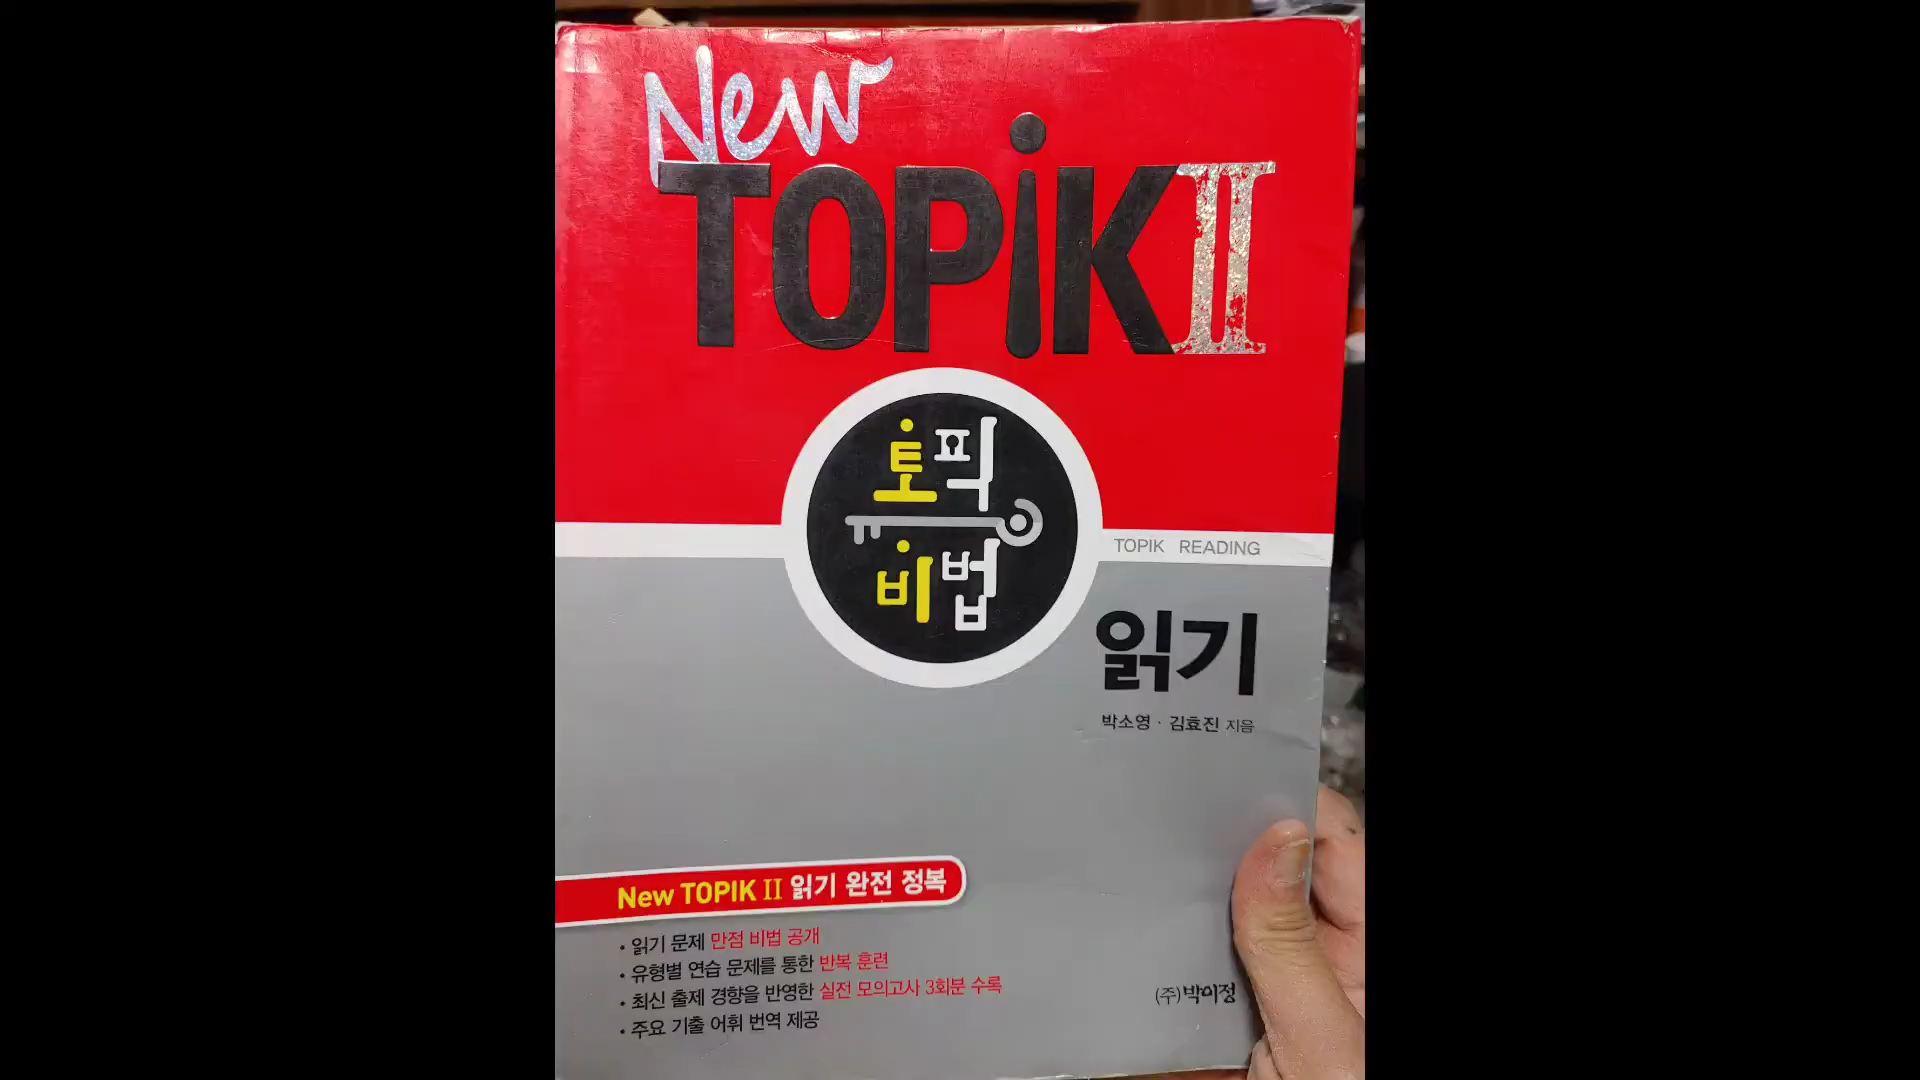 New
TOPIK II
토픽
비법
TOPIK READING
읽기
박소영 · 김효진 지음
New TOPIK II 읽기 완전 정복
• 읽기 문제 만점 비법 공개
• 유형별 연습 문제를 통한 반복 훈련
• 최신 출제 경향을 반영한 실전 모의고사 3회분 수록
• 주요 기출 어휘 번역 제공
(주)박이정